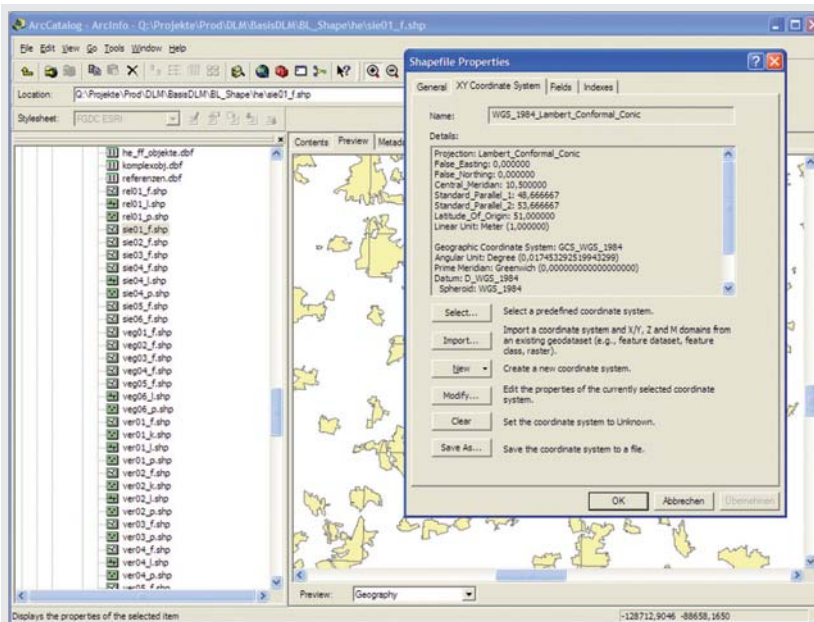 ArcCatalog - ArcInfo - Q:\Projekte\Prod\DLM\BasisDLM\BL_Shape\he\sie01_f.shp
File Edit View Go Tools Window Help
Location: Q:\Projekte\Prod\DLM\BasisDLM\BL_Shape\he\sie01_f.shp
Stylesheet: FGDC ESRI
he_ff_objekte.dbf
komplexobj.dbf
referenzen.dbf
rel01_f.shp
rel01_l.shp
rel01_p.shp
sie01_f.shp
sie02_f.shp
sie03_f.shp
sie04_f.shp
sie04_l.shp
sie04_p.shp
sie05_f.shp
sie06_f.shp
veg01_f.shp
veg02_f.shp
veg03_f.shp
veg04_f.shp
veg05_f.shp
veg06_l.shp
veg06_p.shp
ver01_f.shp
ver01_k.shp
ver01_l.shp
ver01_p.shp
ver02_f.shp
ver02_k.shp
ver02_l.shp
ver02_p.shp
ver03_f.shp
ver03_p.shp
ver04_f.shp
ver04_l.shp
ver04_p.shp
ver05_f.shp
Contents Preview Metad
Shapefile Properties
General XY Coordinate System Fields Indexes
Name: WGS_1984_Lambert_Conformal_Conic
Details:
Projection: Lambert_Conformal_Conic
False_Easting: 0,000000
False_Northing: 0,000000
Central_Meridian: 10,500000
Standard_Parallel_1: 48,666667
Standard_Parallel_2: 53,666667
Latitude_Of_Origin: 51,000000
Linear Unit: Meter (1,000000)
Geographic Coordinate System: GCS_WGS_1984
Angular Unit: Degree (0,017453292519943299)
Prime Meridian: Greenwich (0,000000000000000000)
Datum: D_WGS_1984
Spheroid: WGS_1984
Select... Select a predefined coordinate system.
Import... Import a coordinate system and X/Y, Z and M domains from
an existing geodataset (e.g., feature dataset, feature
class, raster).
New Create a new coordinate system.
Modify... Edit the properties of the currently selected coordinate
system.
Clear Set the coordinate system to Unknown.
Save As... Save the coordinate system to a file.
OK Abbrechen Übernehmen
Preview: Geography
Displays the properties of the selected item
-128712,9046 -88658,1650